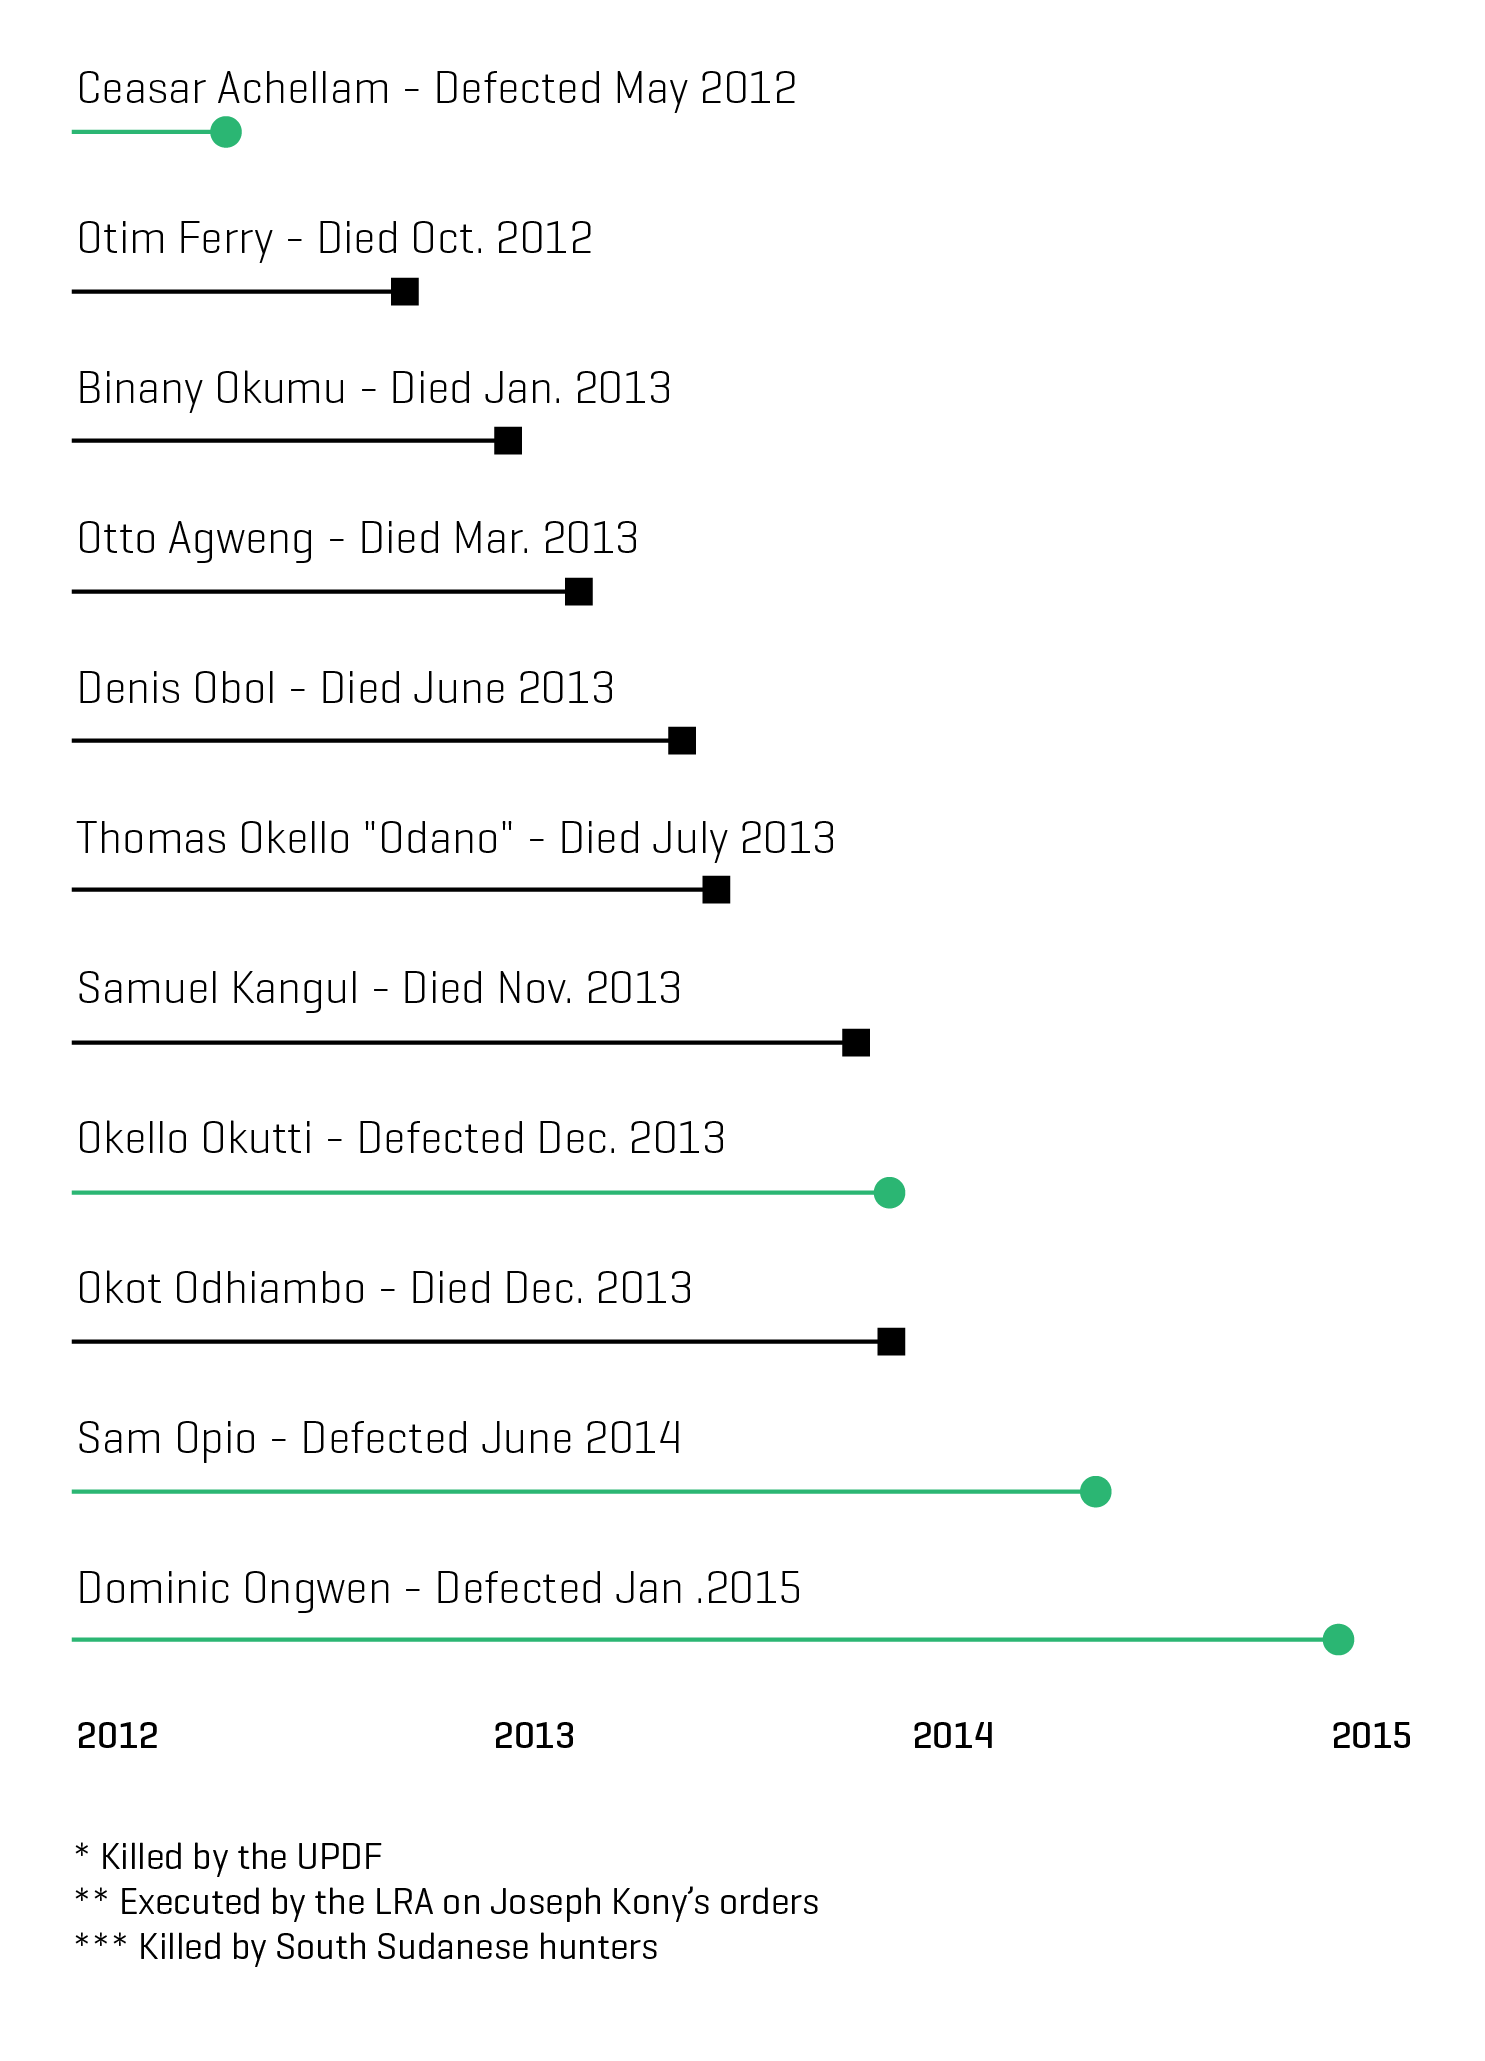 Ceasar Achellam - Defected May 2012
Otim Ferry - Died Oct. 2012
Binany Okumu - Died Jan. 2013
Otto Agweng - Died Mar. 2013
Denis Obol - Died June 2013
Thomas Okello "Odano" - Died July 2013
Samuel Kangul - Died Nov. 2013
Okello Okutti - Defected Dec. 2013
Okot Odhiambo - Died Dec. 2013
Sam Opio - Defected June 2014
Dominic Ongwen - Defected Jan .2015
2012 2013 2014 2015
* Killed by the UPDF
** Executed by the LRA on Joseph Kony’s orders
*** Killed by South Sudanese hunters